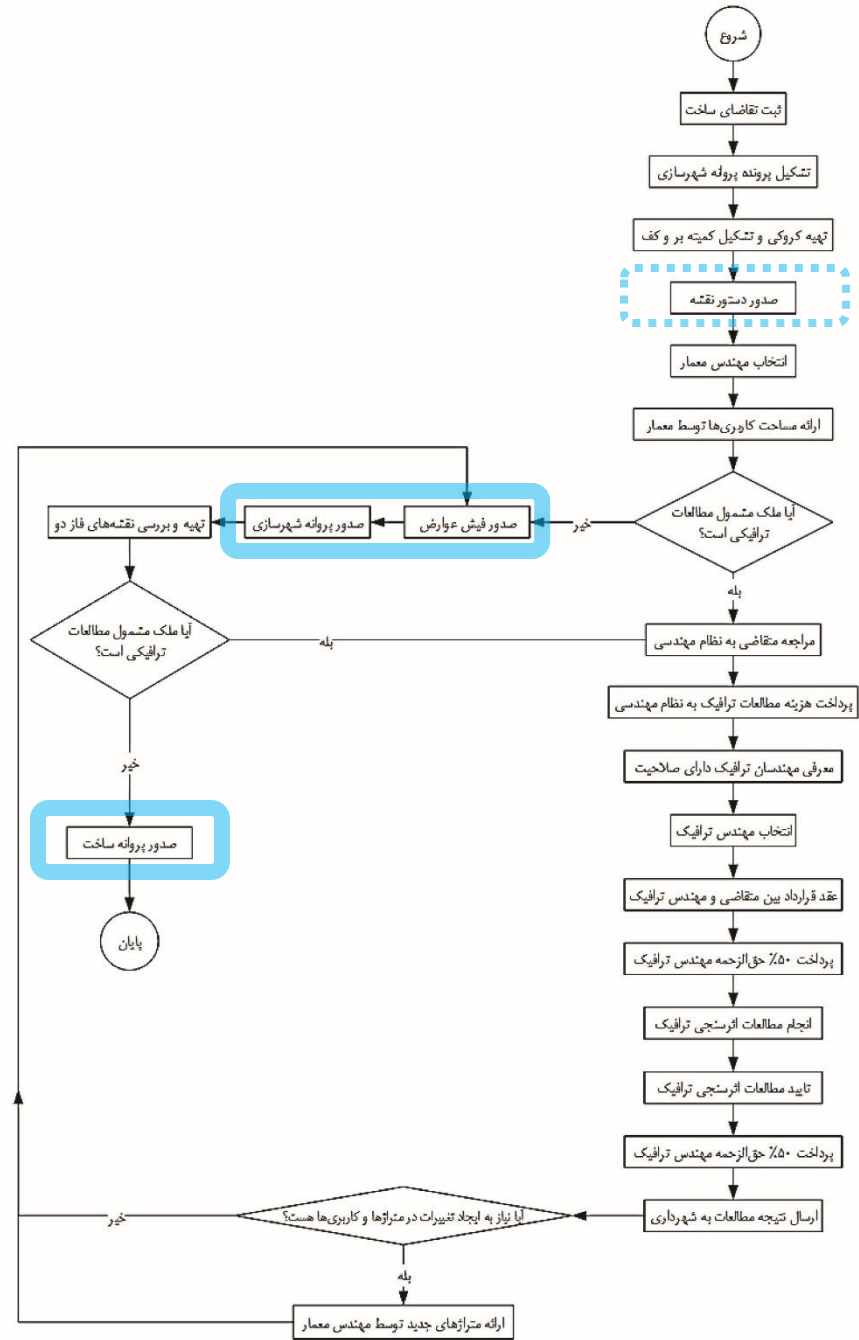 شروع
ثبت تقاضای ساخت
تشکیل پرونده پروانه شهرسازی
تهیه کروکی و تشکیل کمیته بر و کف
صدور دستور نقشه
انتخاب مهندس معمار
ارائه مساحت کاربری‌ها توسط معمار
آیا ملک مشمول مطالعات
ترافیکی است؟
خیر
صدور فیش عوارض
صدور پروانه شهرسازی
تهیه و بررسی نقشه‌های فاز دو
آیا ملک مشمول مطالعات
ترافیکی است؟
بله
خیر
صدور پروانه ساخت
پایان
بله
مراجعه متقاضی به نظام مهندسی
پرداخت هزینه مطالعات ترافیک به نظام مهندسی
معرفی مهندسان ترافیک دارای صلاحیت
انتخاب مهندس ترافیک
عقد قرارداد بین متقاضی و مهندس ترافیک
پرداخت ۵۰٪ حق‌الزحمه مهندس ترافیک
انجام مطالعات اثرسنجی ترافیک
تایید مطالعات اثرسنجی ترافیک
پرداخت ۵۰٪ حق‌الزحمه مهندس ترافیک
ارسال نتیجه مطالعات به شهرداری
آیا نیاز به ایجاد تغییرات در متراژها و کاربری‌ها هست؟
خیر
بله
ارائه متراژهای جدید توسط مهندس معمار